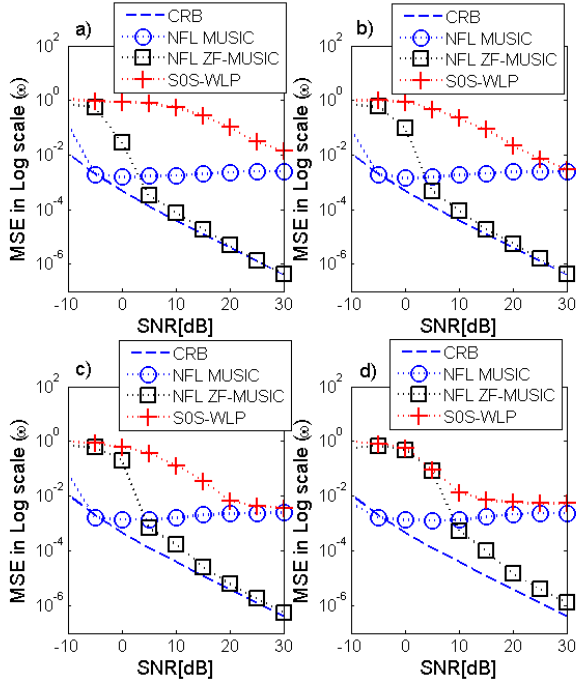 a)
CRB
NFL MUSIC
NFL ZF-MUSIC
S0S-WLP
MSE in Log scale (ω)
10^2
10^0
10^-2
10^-4
10^-6
-10 0 10 20 30
SNR[dB]
b)
CRB
NFL MUSIC
NFL ZF-MUSIC
S0S-WLP
MSE in Log scale (ω)
10^2
10^0
10^-2
10^-4
10^-6
-10 0 10 20 30
SNR[dB]
c)
CRB
NFL MUSIC
NFL ZF-MUSIC
S0S-WLP
MSE in Log scale (ω)
10^2
10^0
10^-2
10^-4
10^-6
-10 0 10 20 30
SNR[dB]
d)
CRB
NFL MUSIC
NFL ZF-MUSIC
S0S-WLP
MSE in Log scale (ω)
10^2
10^0
10^-2
10^-4
10^-6
-10 0 10 20 30
SNR[dB]